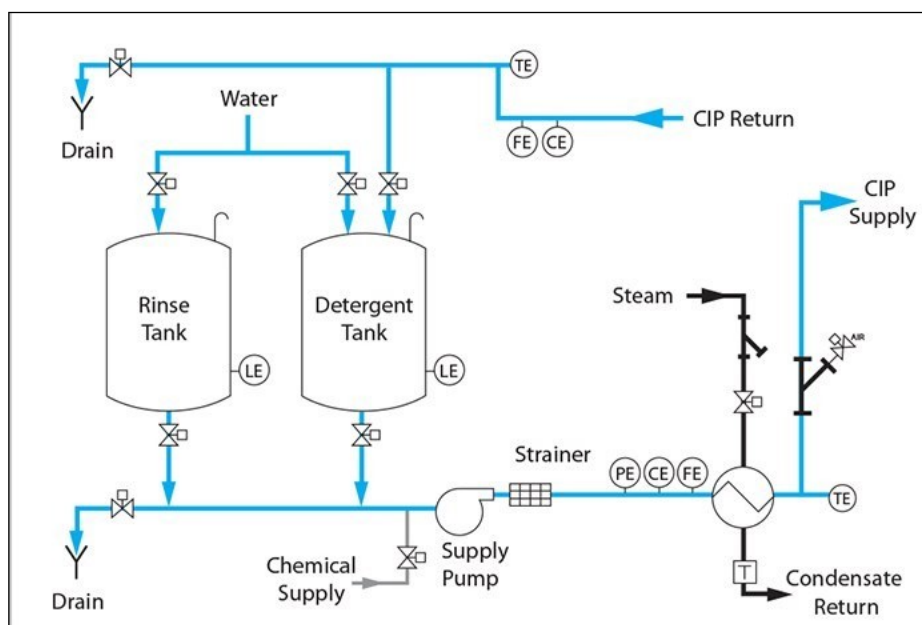 TE
Water
CIP Return
Drain
FE
CE
CIP
Supply
Steam
Rinse
Tank
Detergent
Tank
AIR
LE
LE
Strainer
PE
CE
FE
TE
Supply
Pump
Chemical
Supply
T
Condensate
Return
Drain